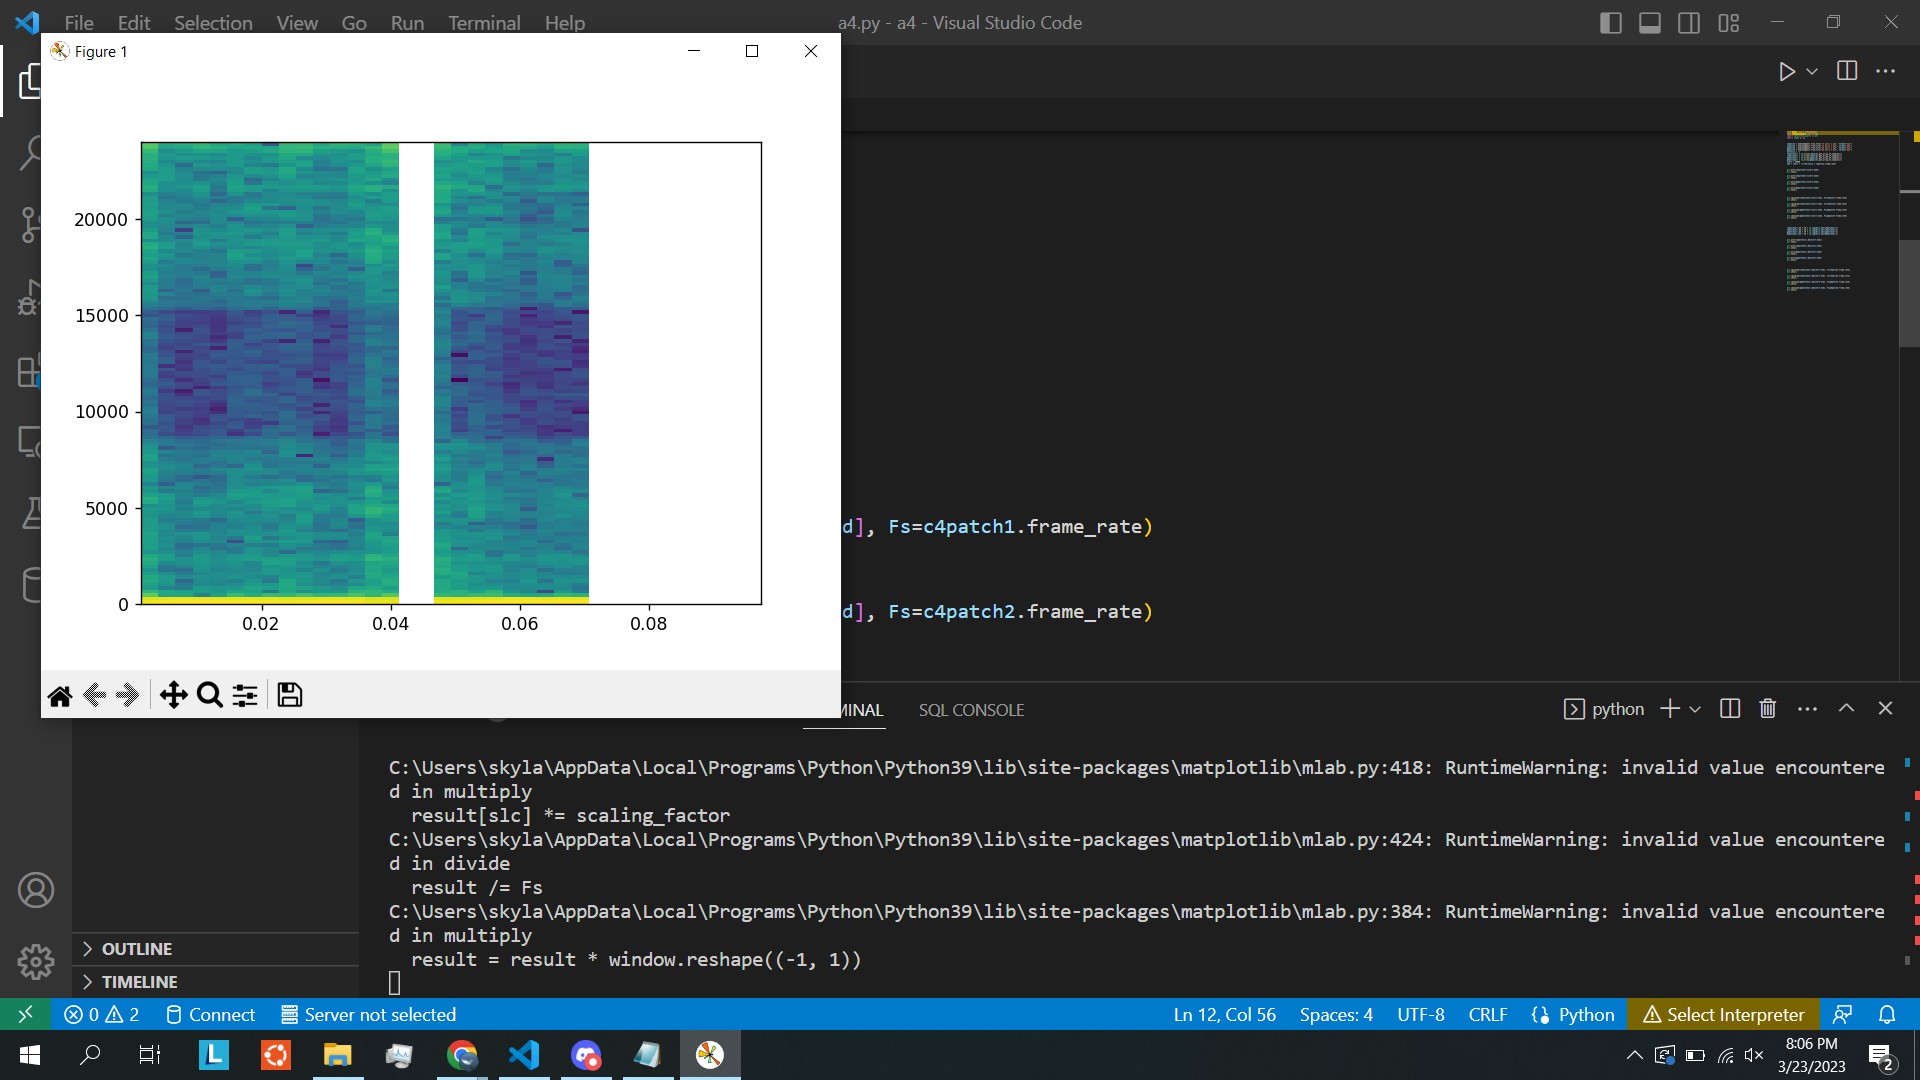 File Edit Selection View Go Run Terminal Help
a4.py - a4 - Visual Studio Code
Figure 1
20000
15000
10000
5000
0
0.02 0.04 0.06 0.08
d], Fs=c4patch1.frame_rate)
d], Fs=c4patch2.frame_rate)
MINAL SQL CONSOLE
python
C:\Users\skyla\AppData\Local\Programs\Python\Python39\lib\site-packages\matplotlib\mlab.py:418: RuntimeWarning: invalid value encountere
d in multiply
result[slc] *= scaling_factor
C:\Users\skyla\AppData\Local\Programs\Python\Python39\lib\site-packages\matplotlib\mlab.py:424: RuntimeWarning: invalid value encountere
d in divide
result /= Fs
C:\Users\skyla\AppData\Local\Programs\Python\Python39\lib\site-packages\matplotlib\mlab.py:384: RuntimeWarning: invalid value encountere
d in multiply
result = result * window.reshape((-1, 1))
OUTLINE
TIMELINE
0 2 Connect Server not selected
Ln 12, Col 56 Spaces: 4 UTF-8 CRLF Python Select Interpreter
L
8:06 PM
3/23/2023
2